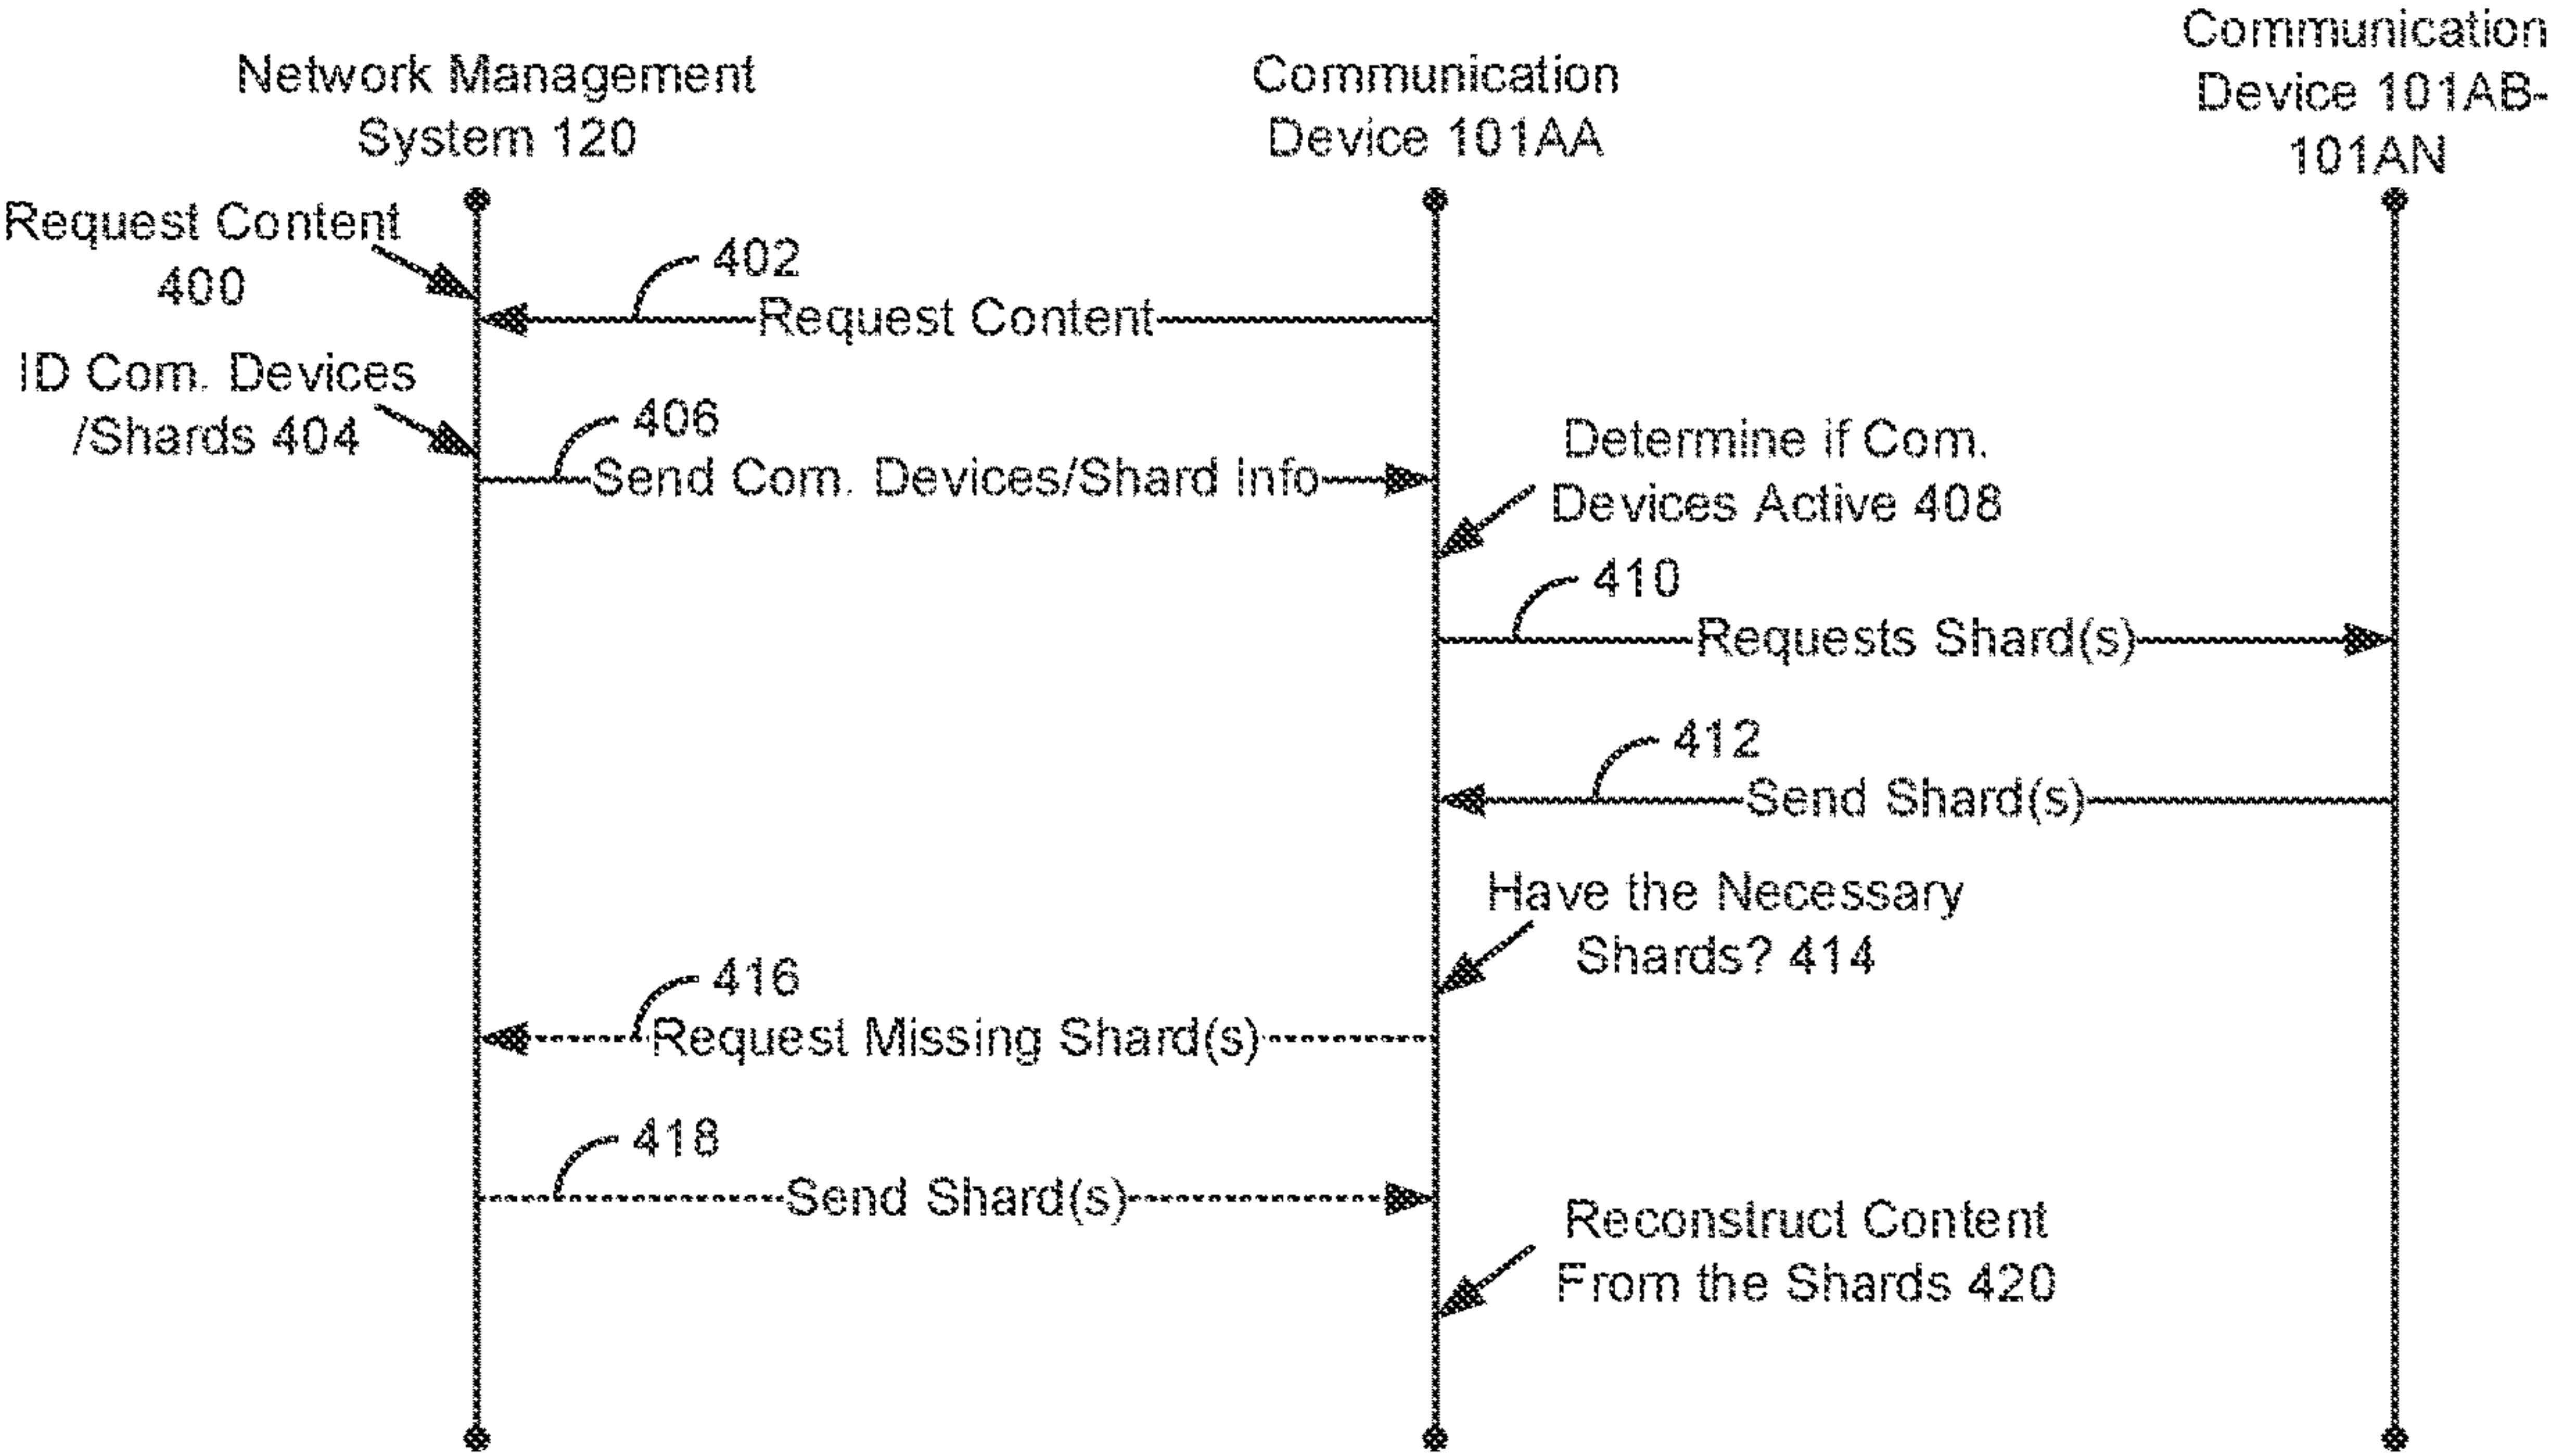 Network Management
System 120
Communication
Device 101AA
Communication
Device 101AB-
101AN
Request Content
400
402
Request Content
ID Com. Devices
/Shards 404
406
Send Com. Devices/Shard Info
Determine if Com.
Devices Active 408
410
Requests Shard(s)
412
Send Shard(s)
Have the Necessary
Shards? 414
416
Request Missing Shard(s)
418
Send Shard(s)
Reconstruct Content
From the Shards 420